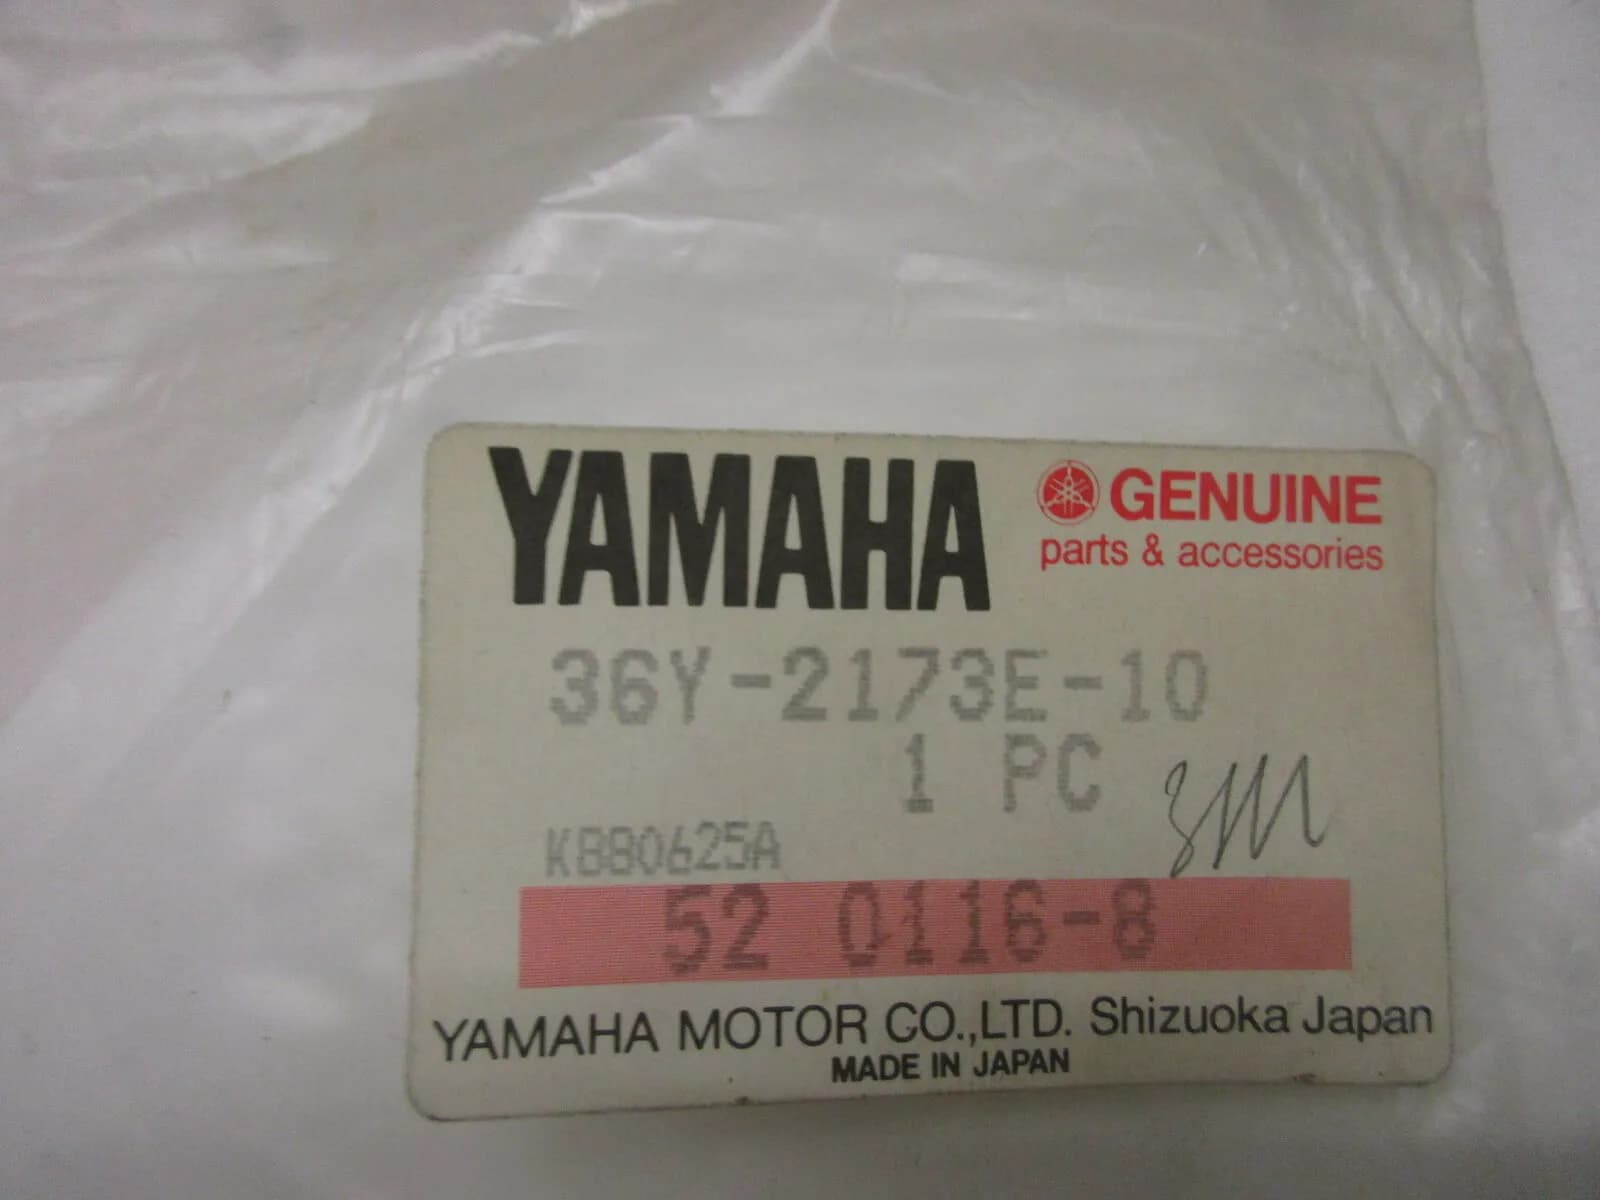 YAMAHA GENUINE
parts & accessories
36Y-2173E-10
1 PC
K880625A
52 0116-8
YAMAHA MOTOR CO.,LTD. Shizuoka Japan
MADE IN JAPAN